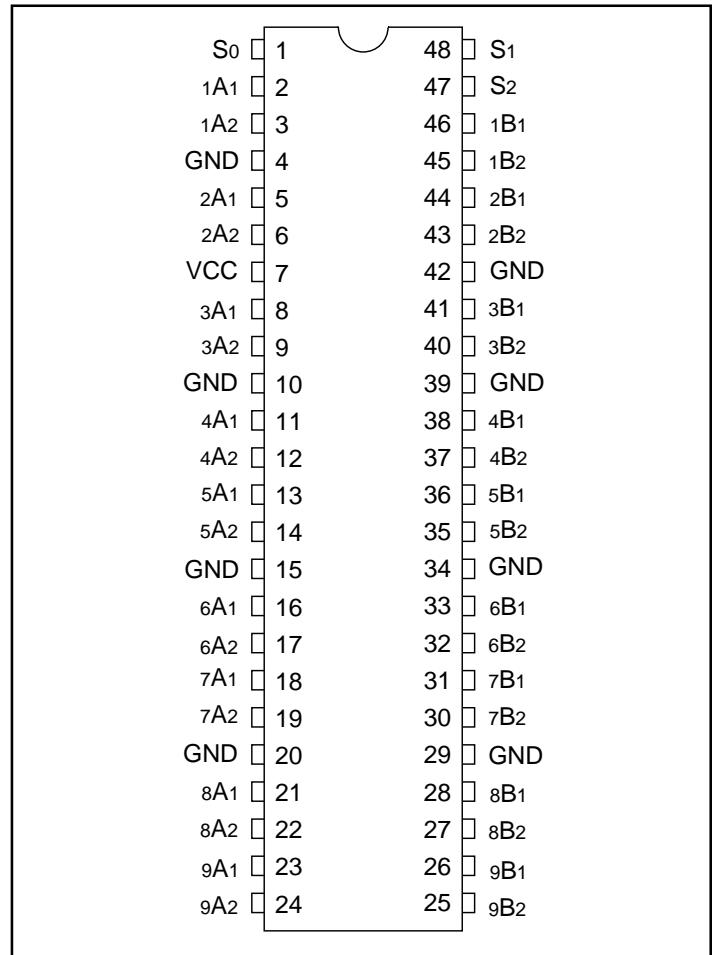 S0 1 48 S1
1A1 2 47 S2
1A2 3 46 1B1
GND 4 45 1B2
2A1 5 44 2B1
2A2 6 43 2B2
VCC 7 42 GND
3A1 8 41 3B1
3A2 9 40 3B2
GND 10 39 GND
4A1 11 38 4B1
4A2 12 37 4B2
5A1 13 36 5B1
5A2 14 35 5B2
GND 15 34 GND
6A1 16 33 6B1
6A2 17 32 6B2
7A1 18 31 7B1
7A2 19 30 7B2
GND 20 29 GND
8A1 21 28 8B1
8A2 22 27 8B2
9A1 23 26 9B1
9A2 24 25 9B2